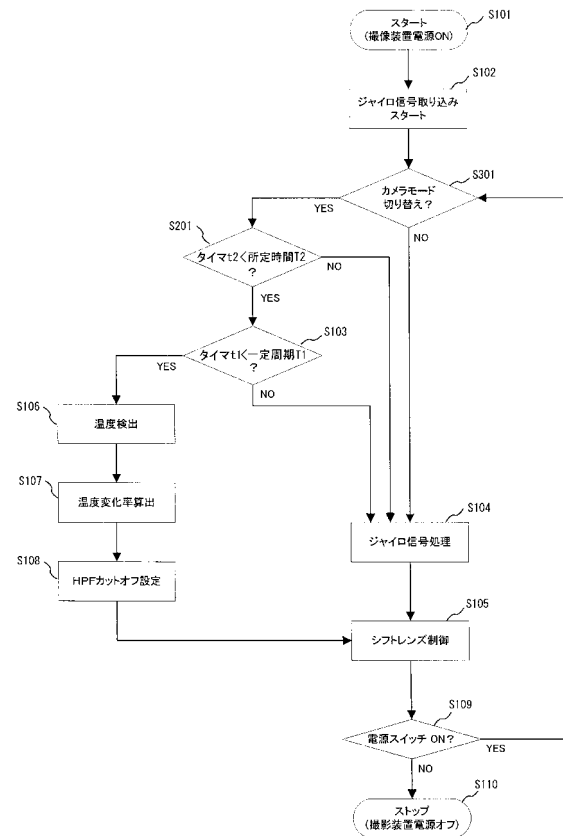 スタート
(撮像装置電源ON)
S101
S102
ジャイロ信号取り込み
スタート
S301
カメラモード
切り替え?
YES
NO
S201
タイマt2<所定時間T2
?
NO
YES
S103
タイマt1<一定周期T1
?
YES
NO
S106
温度検出
S107
温度変化率算出
S104
ジャイロ信号処理
S108
HPFカットオフ設定
S105
シフトレンズ制御
S109
電源スイッチ ON?
YES
NO
S110
ストップ
(撮影装置電源オフ)